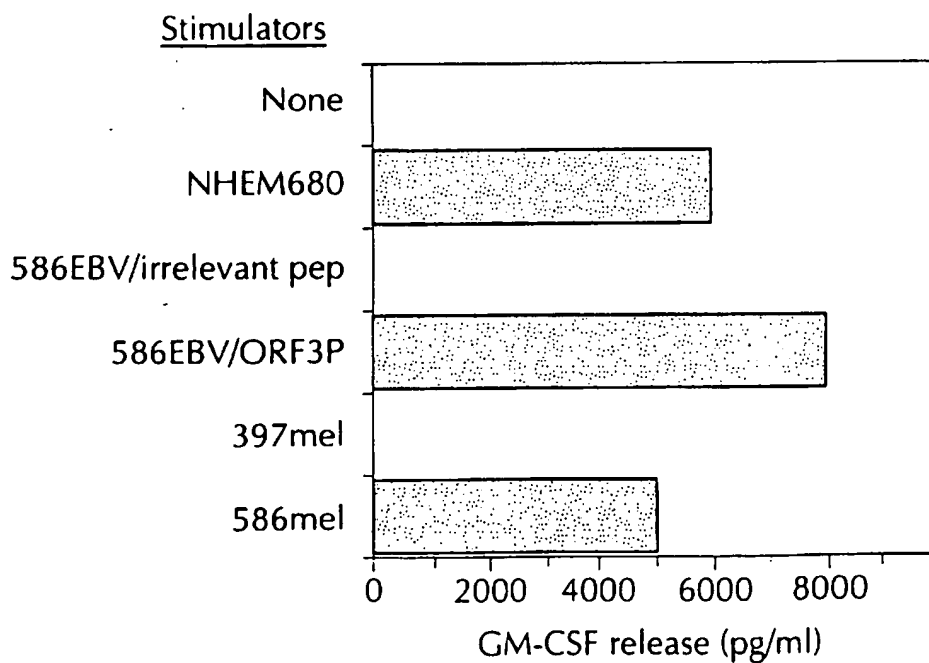 Stimulators
None
NHEM680
586EBV/irrelevant pep
586EBV/ORF3P
397mel
586mel
0 2000 4000 6000 8000
GM-CSF release (pg/ml)